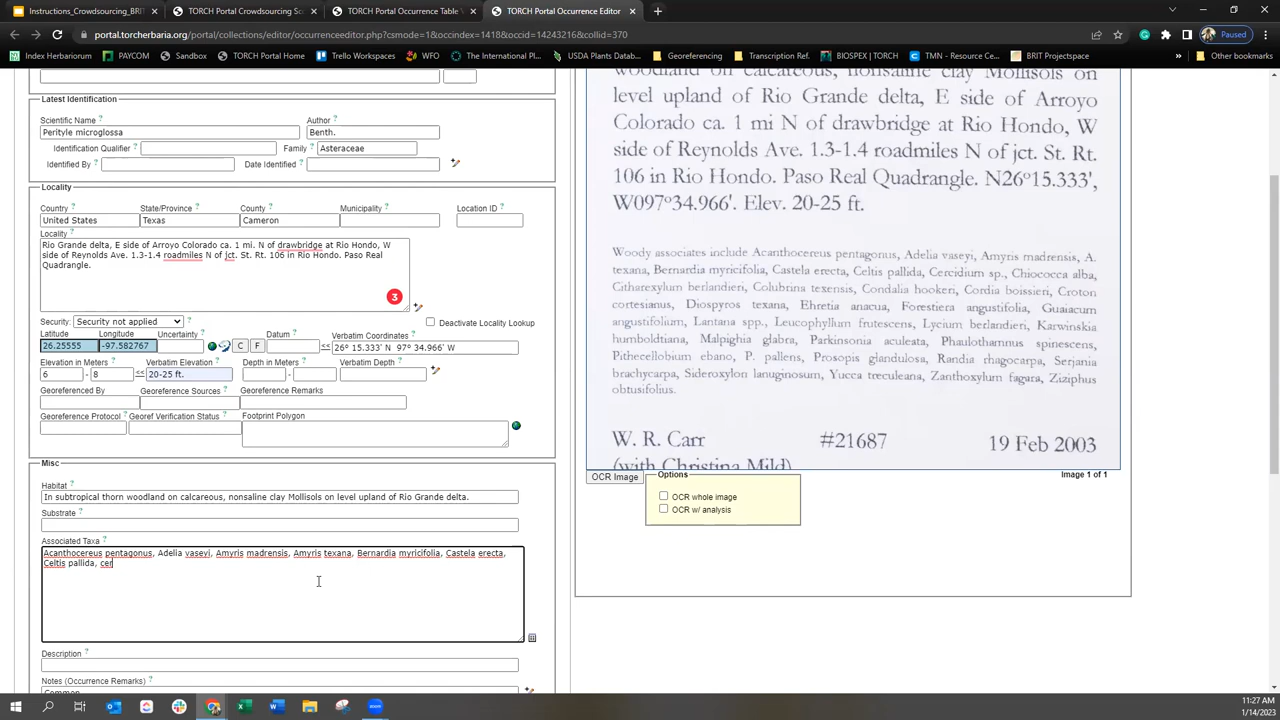 Instructions_Crowdsourcing_BRIT
TORCH Portal Crowdsourcing Sc
TORCH Portal Occurrence Table V
TORCH Portal Occurrence Editor
portal.torcherbaria.org/portal/collections/editor/occurrenceeditor.php?csmode=1&occindex=1418&occid=14243216&collid=370
Paused
Index Herbariorum
PAYCOM
Sandbox
TORCH Portal Home
Trello Workspaces
WFO
The International Pl...
USDA Plants Datab...
Georeferencing
Transcription Ref.
BIOSPEX | TORCH
TMN - Resource Ce...
BRIT Projectspace
»
Other bookmarks
Latest Identification
Scientific Name ?
Author ?
Perityle microglossa
Benth.
Identification Qualifier ?
Family ?
Asteraceae
Identified By ?
Date Identified ?
Locality
Country ?
State/Province ?
County ?
Municipality ?
Location ID ?
United States
Texas
Cameron
Locality ?
Rio Grande delta, E side of Arroyo Colorado ca. 1 mi. N of drawbridge at Rio Hondo, W
side of Reynolds Ave. 1.3-1.4 roadmiles N of jct. St. Rt. 106 in Rio Hondo. Paso Real
Quadrangle.
3
Security: Security not applied ?
Deactivate Locality Lookup
Latitude ?
Longitude ?
Uncertainty ?
Datum ?
Verbatim Coordinates ?
26.25555
-97.582767
C
F
<<
26° 15.333' N 97° 34.966' W
Elevation in Meters ?
Verbatim Elevation ?
Depth in Meters ?
Verbatim Depth ?
6
-
8
<<
20-25 ft.
-
Georeferenced By ?
Georeference Sources ?
Georeference Remarks ?
Georeference Protocol ?
Georef Verification Status ?
Footprint Polygon ?
Misc
Habitat ?
In subtropical thorn woodland on calcareous, nonsaline clay Mollisols on level upland of Rio Grande delta.
Substrate ?
Associated Taxa ?
Acanthocereus pentagonus, Adelia vaseyi, Amyris madrensis, Amyris texana, Bernardia myricifolia, Castela erecta,
Celtis pallida, cer
Description ?
Notes (Occurrence Remarks) ?
Common
woodland on calcareous, nonsaline clay Mollisols on
level upland of Rio Grande delta, E side of Arroyo
Colorado ca. 1 mi N of drawbridge at Rio Hondo, W
side of Reynolds Ave. 1.3-1.4 roadmiles N of jct. St. Rt.
106 in Rio Hondo. Paso Real Quadrangle. N26°15.333',
W097°34.966'. Elev. 20-25 ft.
Woody associates include Acanthocereus pentagonus, Adelia vaseyi, Amyris madrensis, A.
texana, Bernardia myricifolia, Castela erecta, Celtis pallida, Cercidium sp., Chiococca alba,
Citharexylum berlandieri, Colubrina texensis, Condalia hookeri, Cordia boissieri, Croton
cortesianus, Diospyros texana, Ehretia anacua, Forestiera angustifolia, Guaiacum
angustifolium, Lantana spp., Leucophyllum frutescens, Lycium berlandieri, Karwinskia
humboldtiana, Malpighia glabra, Parkinsonia aculeata, Phaulothamnus spinescens,
Pithecellobium ebano, P. pallens, Prosopis glandulosa, Randia rhagocarpa, Serjania
brachycarpa, Sideroxylon lanuginosum, Yucca treculeana, Zanthoxylum fagara, Ziziphus
obtusifolius.
W. R. Carr #21687 19 Feb 2003
(with Christina Mild)
OCR Image
Options
OCR whole image
OCR w/ analysis
Image 1 of 1
11:27 AM
1/14/2023